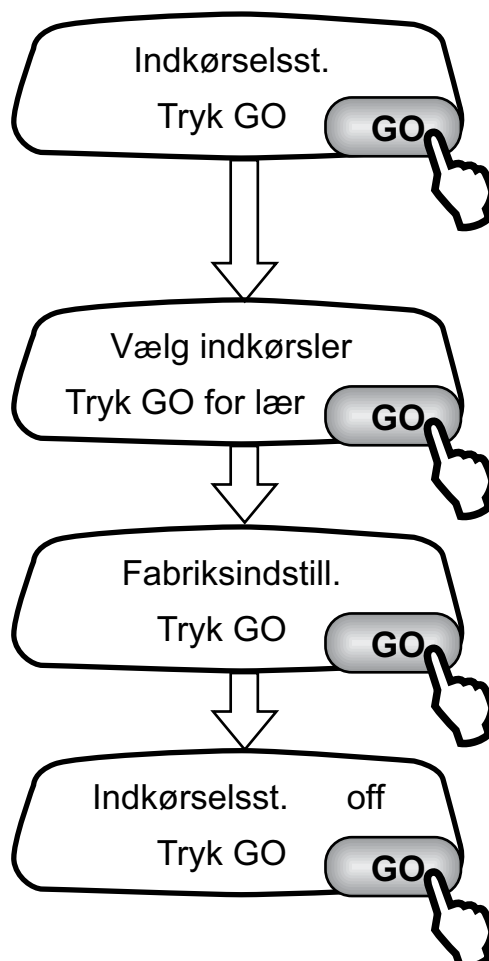 Indkørselsst.
Tryk GO
GO
Vælg indkørsler
Tryk GO for lær
GO
Fabriksindstill.
Tryk GO
GO
Indkørselsst. off
Tryk GO
GO